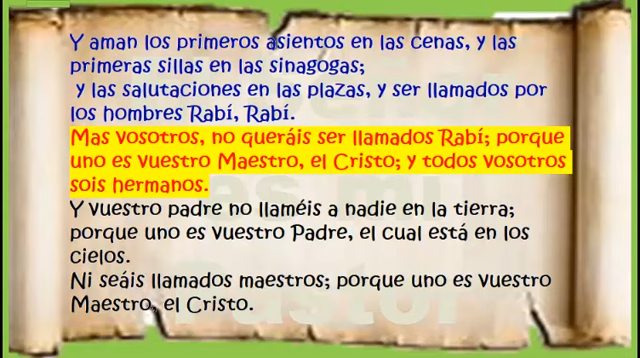 Y aman los primeros asientos en las cenas, y las
primeras sillas en las sinagogas;
y las salutaciones en las plazas, y ser llamados por
los hombres Rabí, Rabí.
Mas vosotros, no queráis ser llamados Rabí; porque
uno es vuestro Maestro, el Cristo; y todos vosotros
sois hermanos.
Y vuestro padre no llaméis a nadie en la tierra;
porque uno es vuestro Padre, el cual está en los
cielos.
Ni seáis llamados maestros; porque uno es vuestro
Maestro, el Cristo.
es mi
Pastor